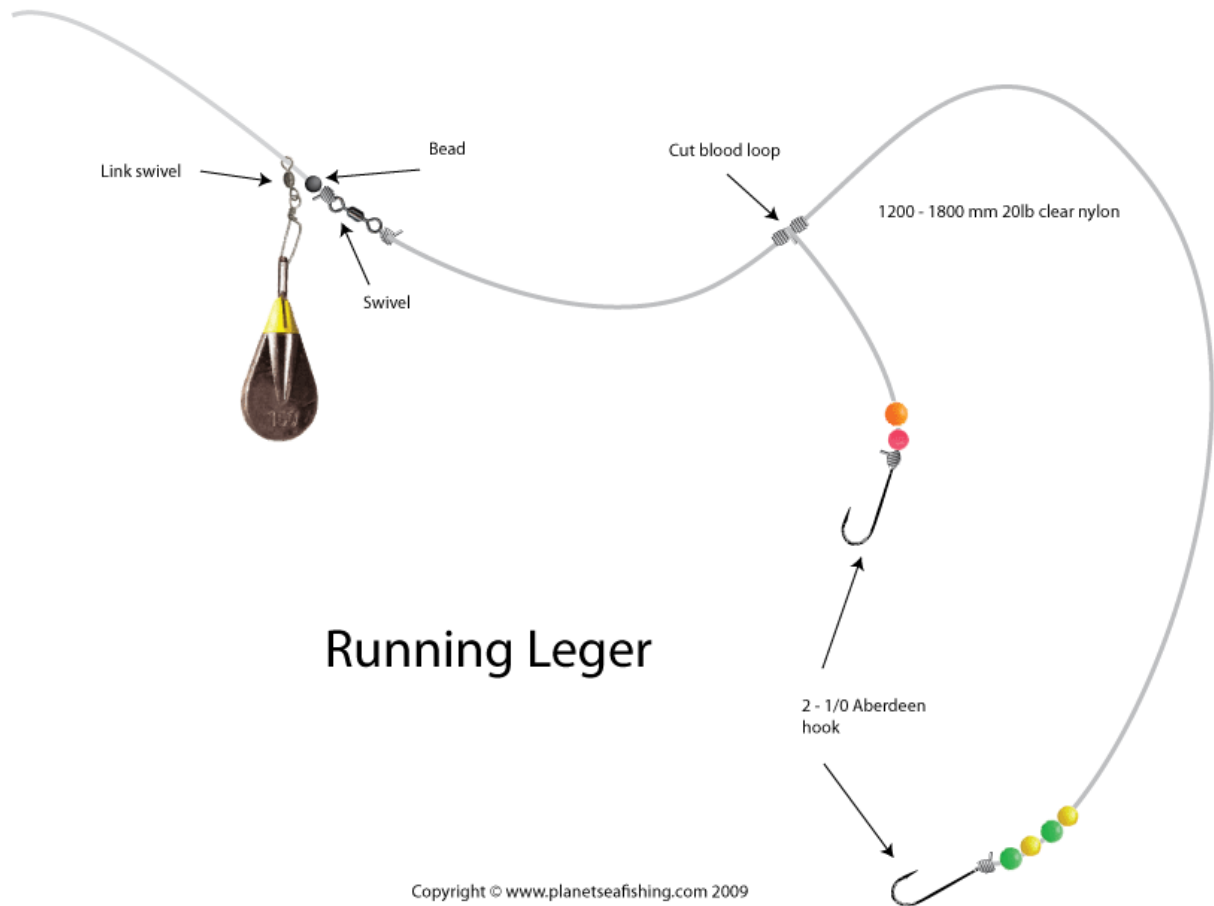 Bead
Link swivel
Cut blood loop
1200 - 1800 mm 20lb clear nylon
Swivel
Running Leger
2 - 1/0 Aberdeen
hook
Copyright © www.planetseafishing.com 2009